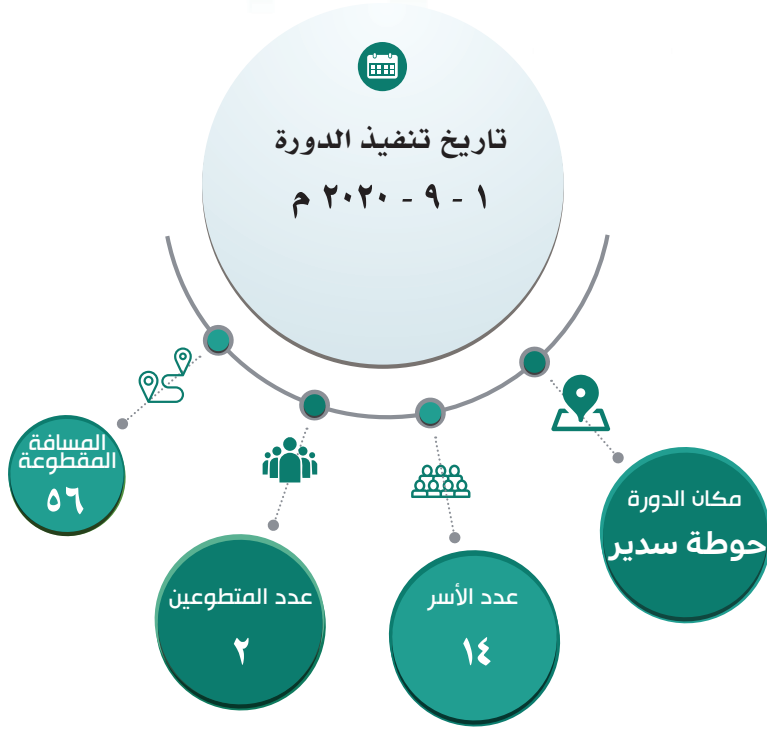 تاريخ تنفيذ الدورة
١ - ٩ - ٢٠٢٠ م
مكان الدورة
حوطة سدير
عدد الأسر
١٤
عدد المتطوعين
٢
المسافة
المقطوعة
٥٦